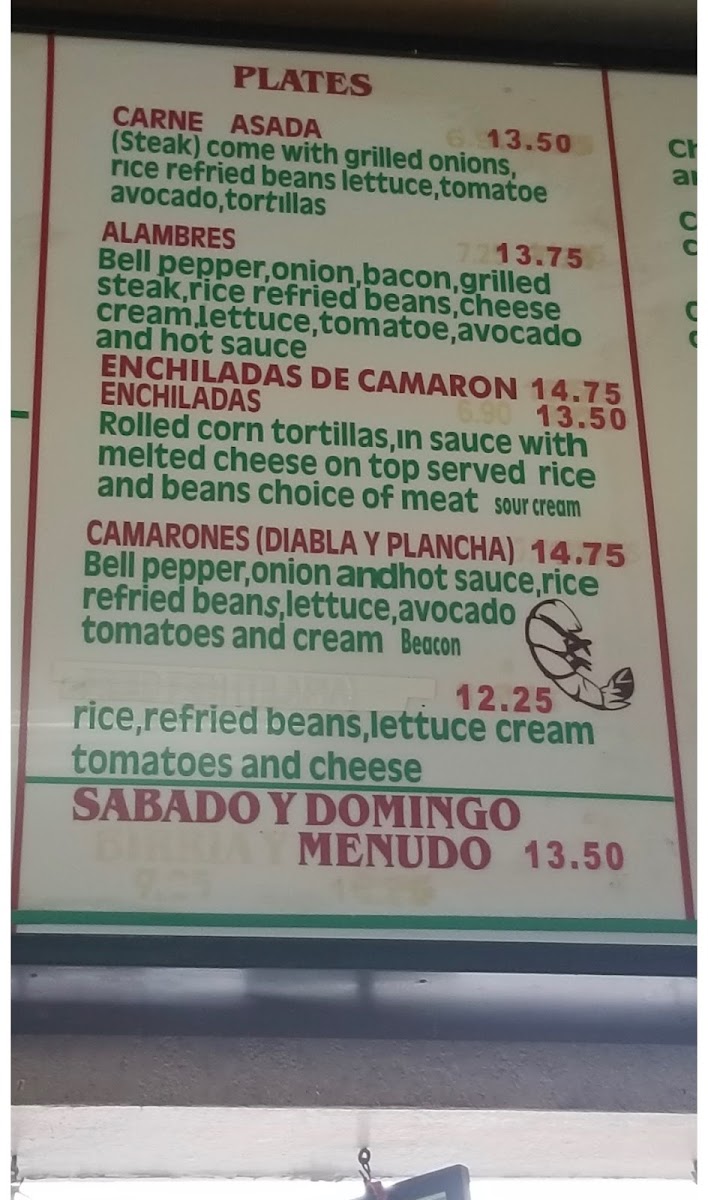 PLATES
CARNE ASADA 13.50
(Steak) come with grilled onions,
rice refried beans lettuce,tomatoe
avocado,tortillas
ALAMBRES 13.75
Bell pepper,onion,bacon,grilled
steak,rice refried beans,cheese
cream,lettuce,tomatoe,avocado
and hot sauce
ENCHILADAS DE CAMARON 14.75
ENCHILADAS 6.90 13.50
Rolled corn tortillas,in sauce with
melted cheese on top served rice
and beans choice of meat sour cream
CAMARONES (DIABLA Y PLANCHA) 14.75
Bell pepper,onion andhot sauce,rice
refried beans,lettuce,avocado
tomatoes and cream Beacon
12.25
rice,refried beans,lettuce cream
tomatoes and cheese
SABADO Y DOMINGO
BIRRIA Y MENUDO 13.50
9.25